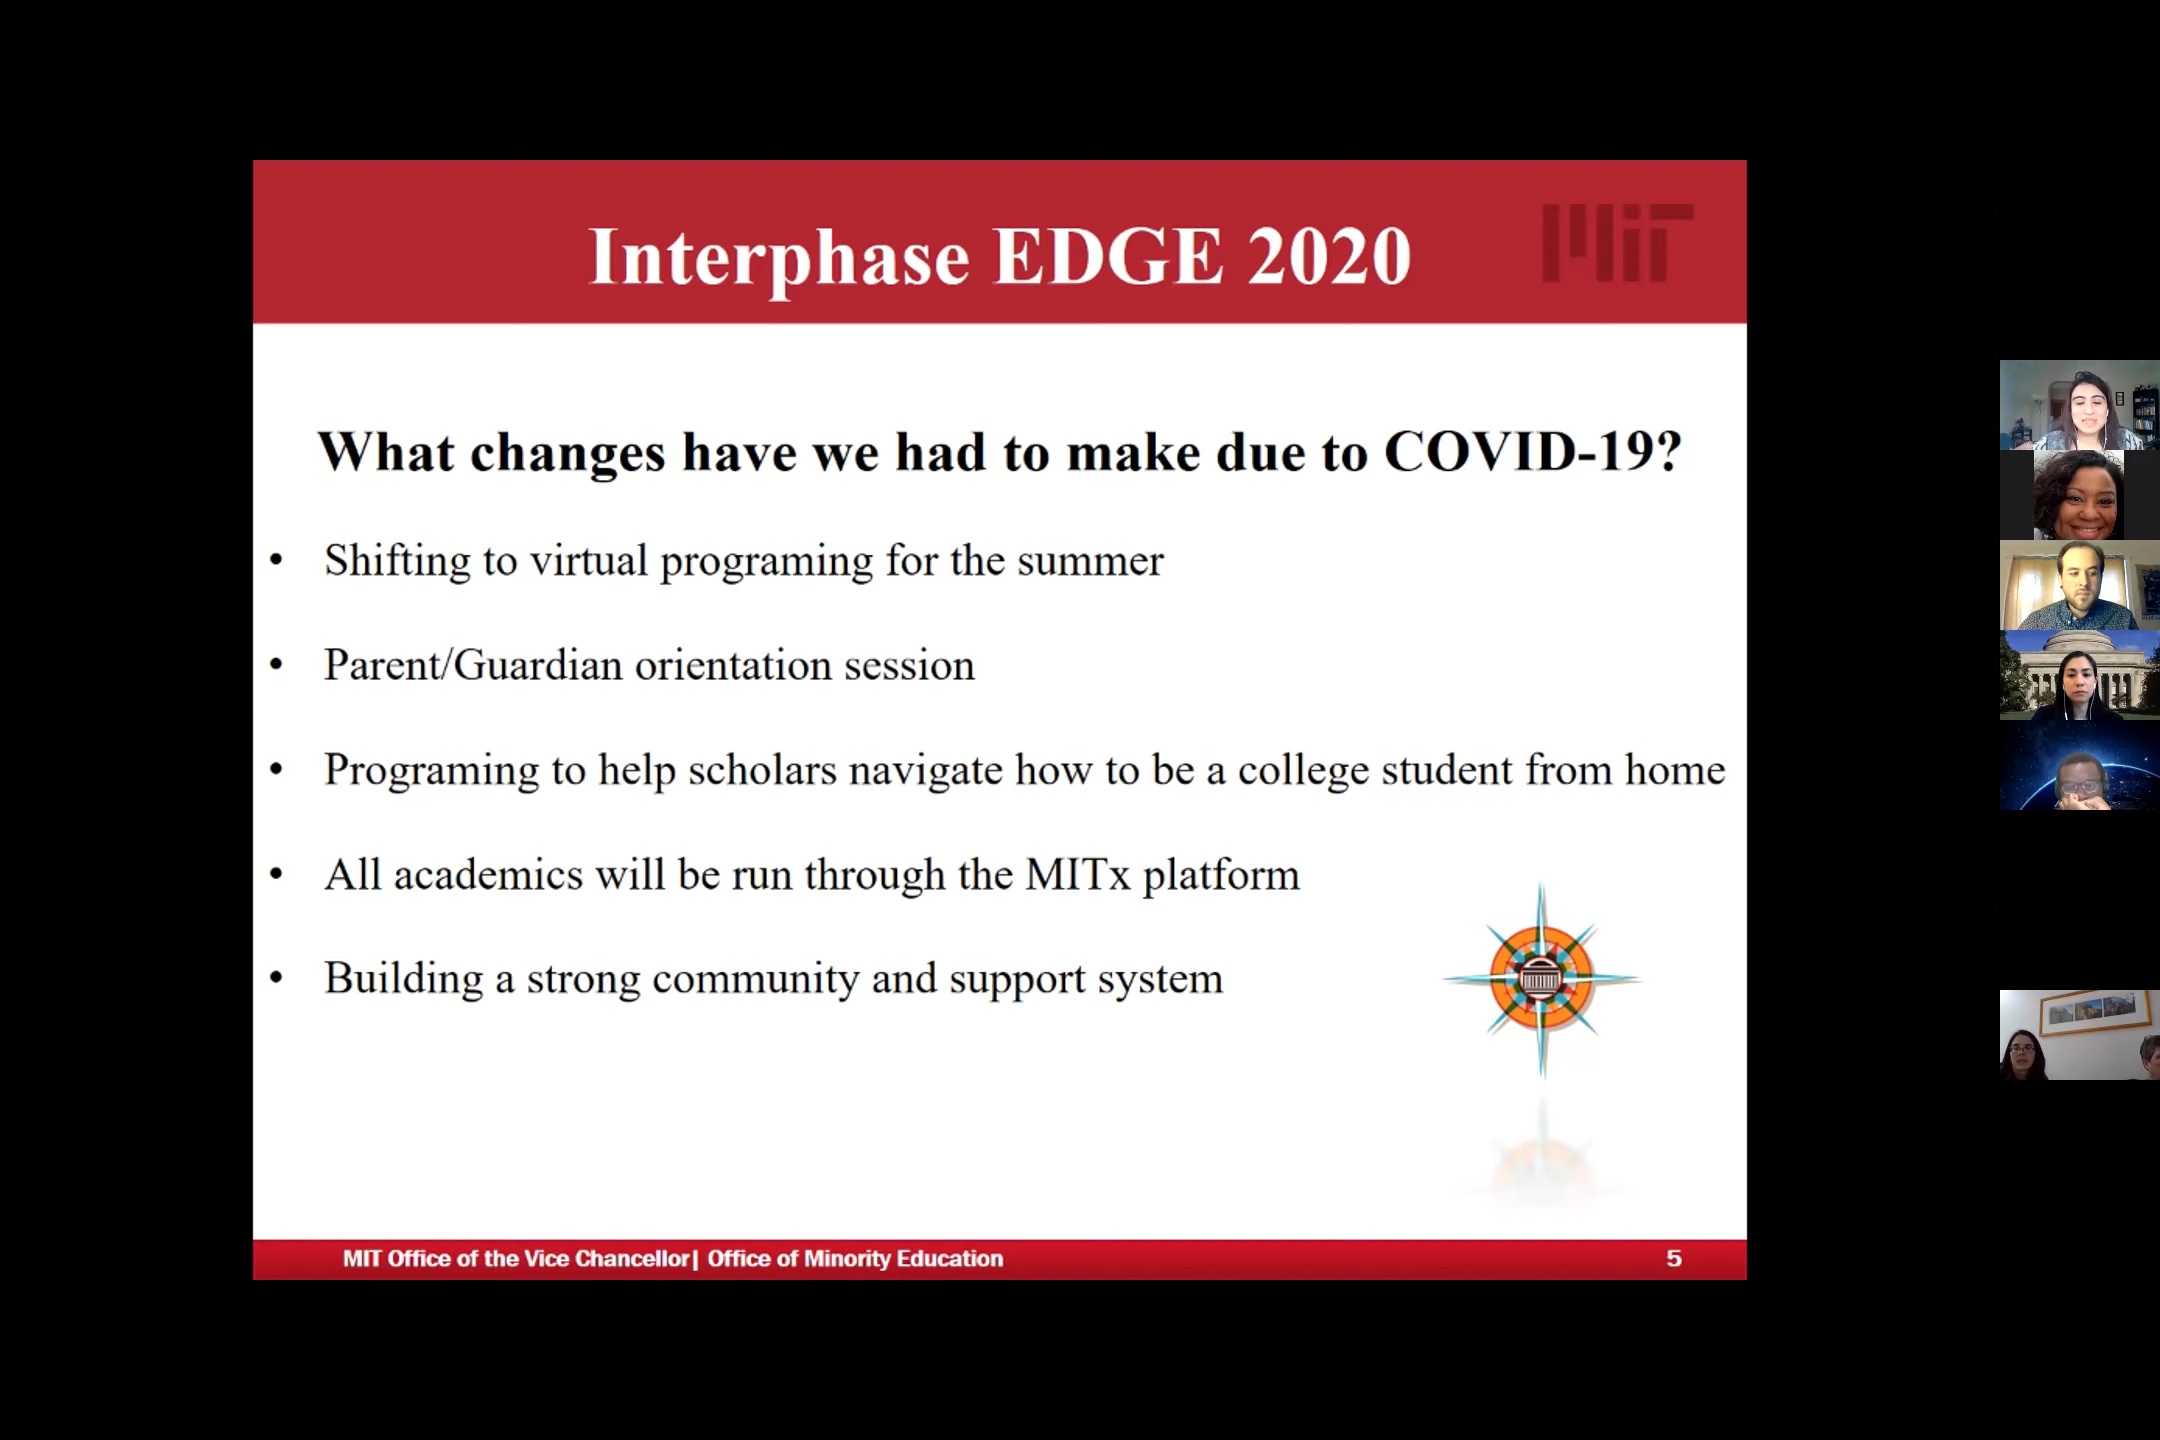 Interphase EDGE 2020
MIT
What changes have we had to make due to COVID-19?
• Shifting to virtual programing for the summer
• Parent/Guardian orientation session
• Programing to help scholars navigate how to be a college student from home
• All academics will be run through the MITx platform
• Building a strong community and support system
MIT Office of the Vice Chancellor| Office of Minority Education
5